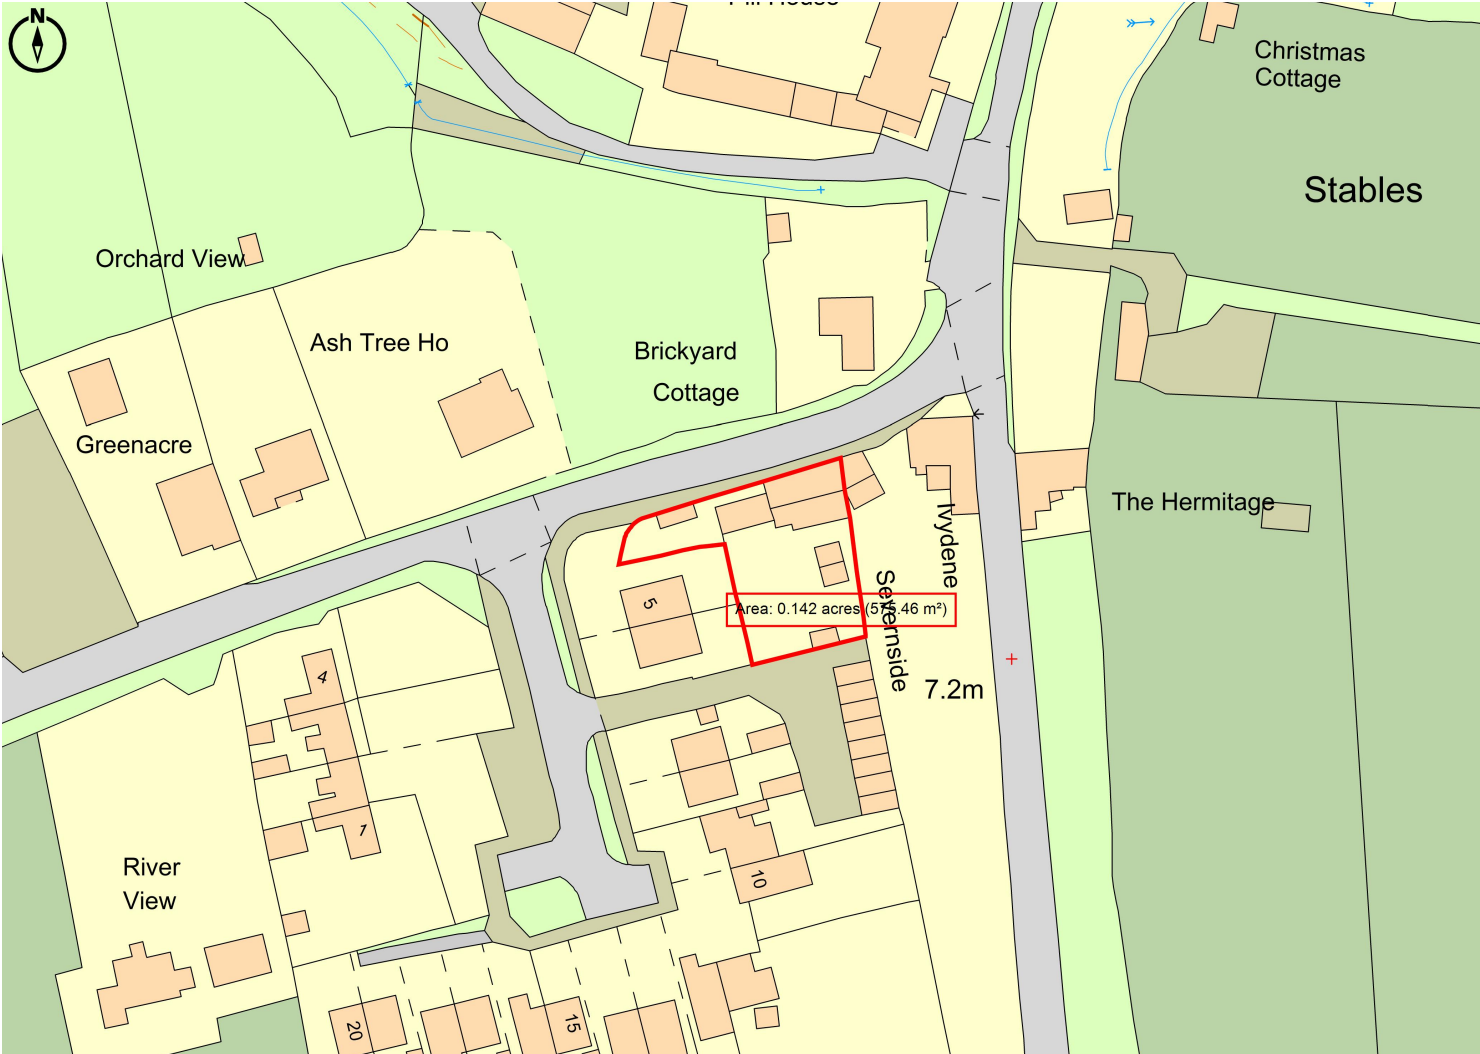 N
Christmas
Cottage
Stables
Orchard View
Ash Tree Ho
Brickyard
Cottage
Greenacre
The Hermitage
Ivydene
5
Area: 0.142 acres (575.46 m²)
Severnside
7.2m
4
1
River
View
10
20
15